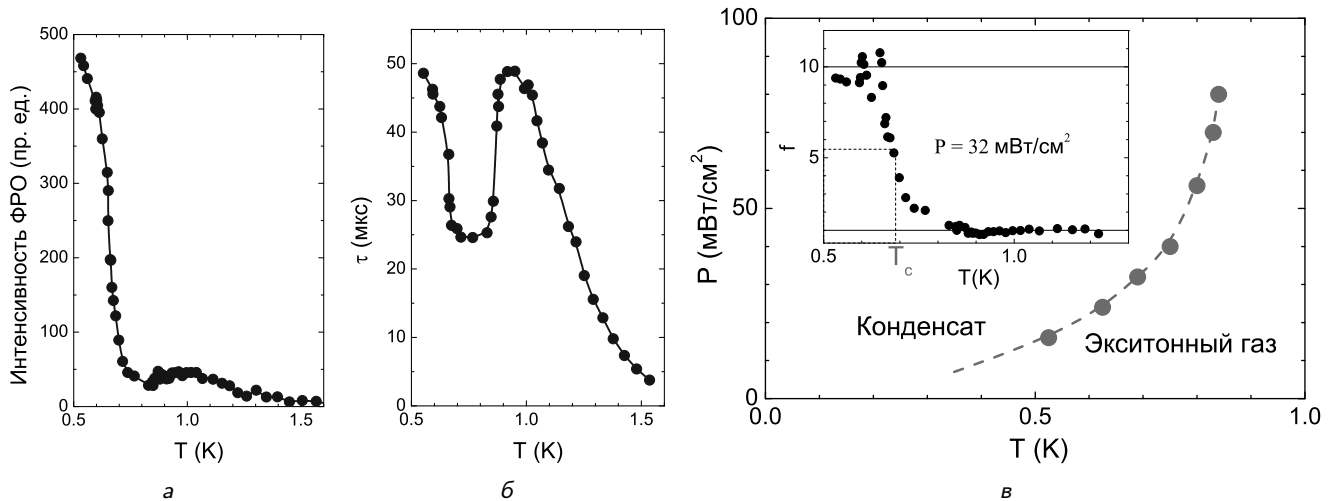 Интенсивность ФРО (пр. ед.)
500
400
300
200
100
0
0.5
1.0
1.5
T (K)
а
τ (мкс)
50
40
30
20
10
0
0.5
1.0
1.5
T (K)
б
P (мВт/см²)
100
50
0
0.0
0.5
1.0
T (K)
Конденсат
Экситонный газ
f
10
5
P = 32 мВт/см²
0.5
Tc
1.0
T(K)
в